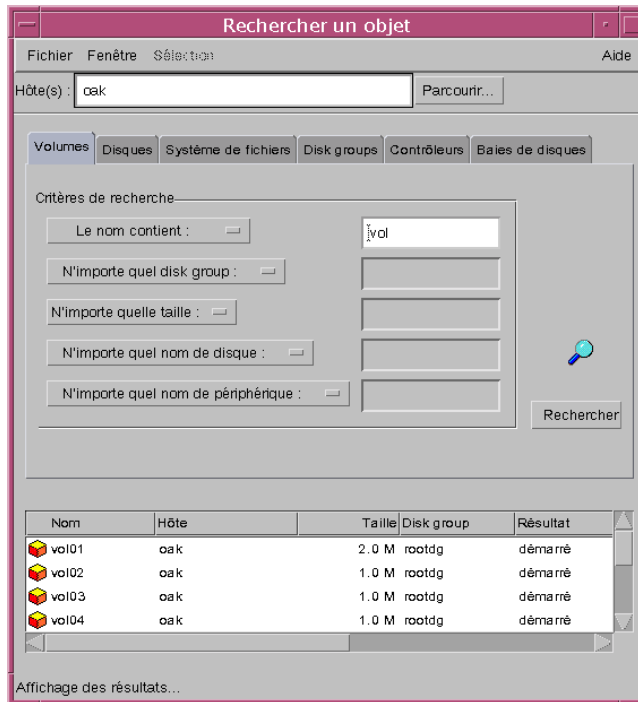 Rechercher un objet
Fichier Fenêtre Sélection Aide
Hôte(s) : oak Parcourir...
Volumes Disques Système de fichiers Disk groups Contrôleurs Baies de disques
Critères de recherche
Le nom contient : vol
N'importe quel disk group :
N'importe quelle taille :
N'importe quel nom de disque :
N'importe quel nom de périphérique :
Rechercher
Nom Hôte Taille Disk group Résultat
vol01 oak 2.0 M rootdg démarré
vol02 oak 1.0 M rootdg démarré
vol03 oak 1.0 M rootdg démarré
vol04 oak 1.0 M rootdg démarré
Affichage des résultats...